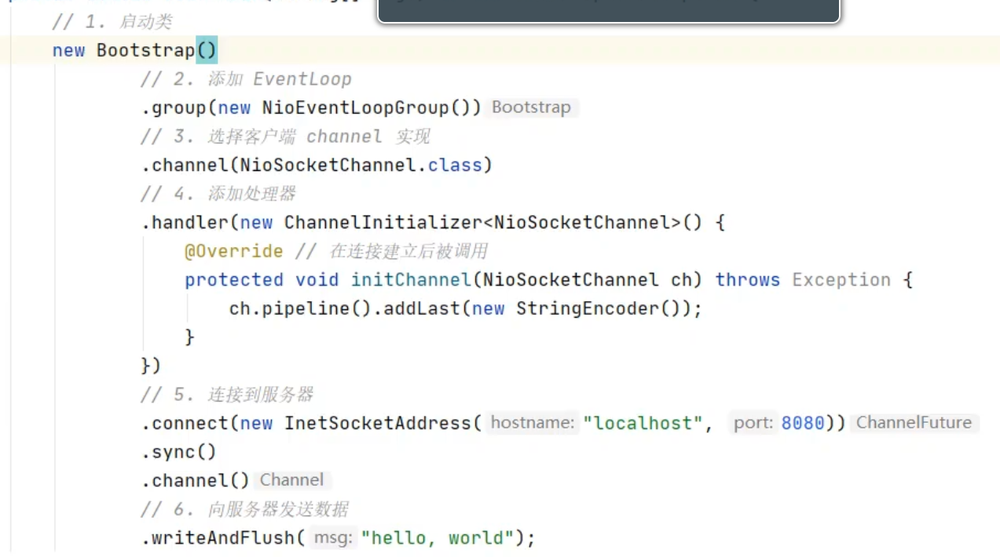 // 1. 启动类
new Bootstrap()
// 2. 添加 EventLoop
.group(new NioEventLoopGroup()) Bootstrap
// 3. 选择客户端 channel 实现
.channel(NioSocketChannel.class)
// 4. 添加处理器
.handler(new ChannelInitializer<NioSocketChannel>() {
@Override // 在连接建立后被调用
protected void initChannel(NioSocketChannel ch) throws Exception {
ch.pipeline().addLast(new StringEncoder());
}
})
// 5. 连接到服务器
.connect(new InetSocketAddress( hostname: "localhost", port: 8080)) ChannelFuture
.sync()
.channel() Channel
// 6. 向服务器发送数据
.writeAndFlush( msg: "hello, world");